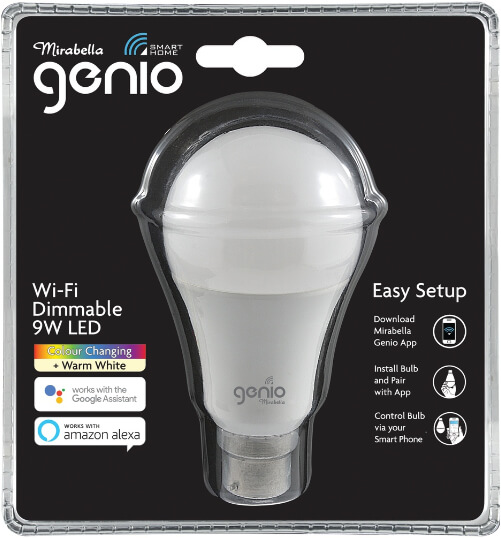 Mirabella
SMART
HOME
genio
Wi-Fi
Dimmable
9W LED
Colour Changing
+ Warm White
works with the
Google Assistant
WORKS WITH
amazon alexa
genio
Mirabella
Easy Setup
Download
Mirabella
Genio App
Install Bulb
and Pair
with App
Control Bulb
via your
Smart Phone